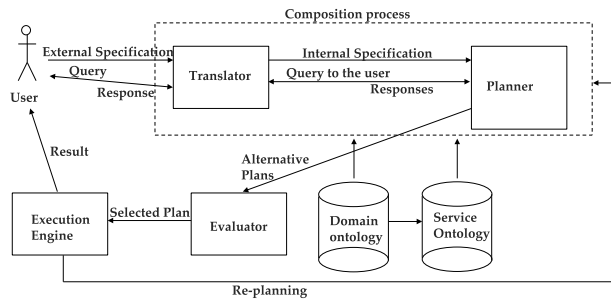 Composition process
External Specification
Query
Response
Translator
Internal Specification
Query to the user
Responses
Planner
User
Result
Alternative
Plans
Execution
Engine
Selected Plan
Evaluator
Domain
ontology
Service
Ontology
Re-planning